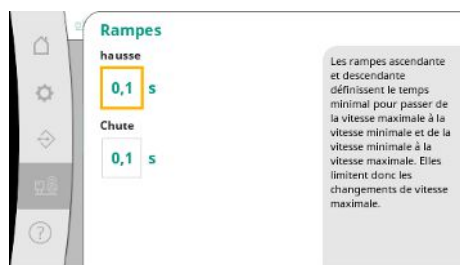 Rampes
hausse
0,1 s
Chute
0,1 s
Les rampes ascendante
et descendante
définissent le temps
minimal pour passer de
la vitesse maximale à la
vitesse minimale et de la
vitesse minimale à la
vitesse maximale. Elles
limitent donc les
changements de vitesse
maximale.
?